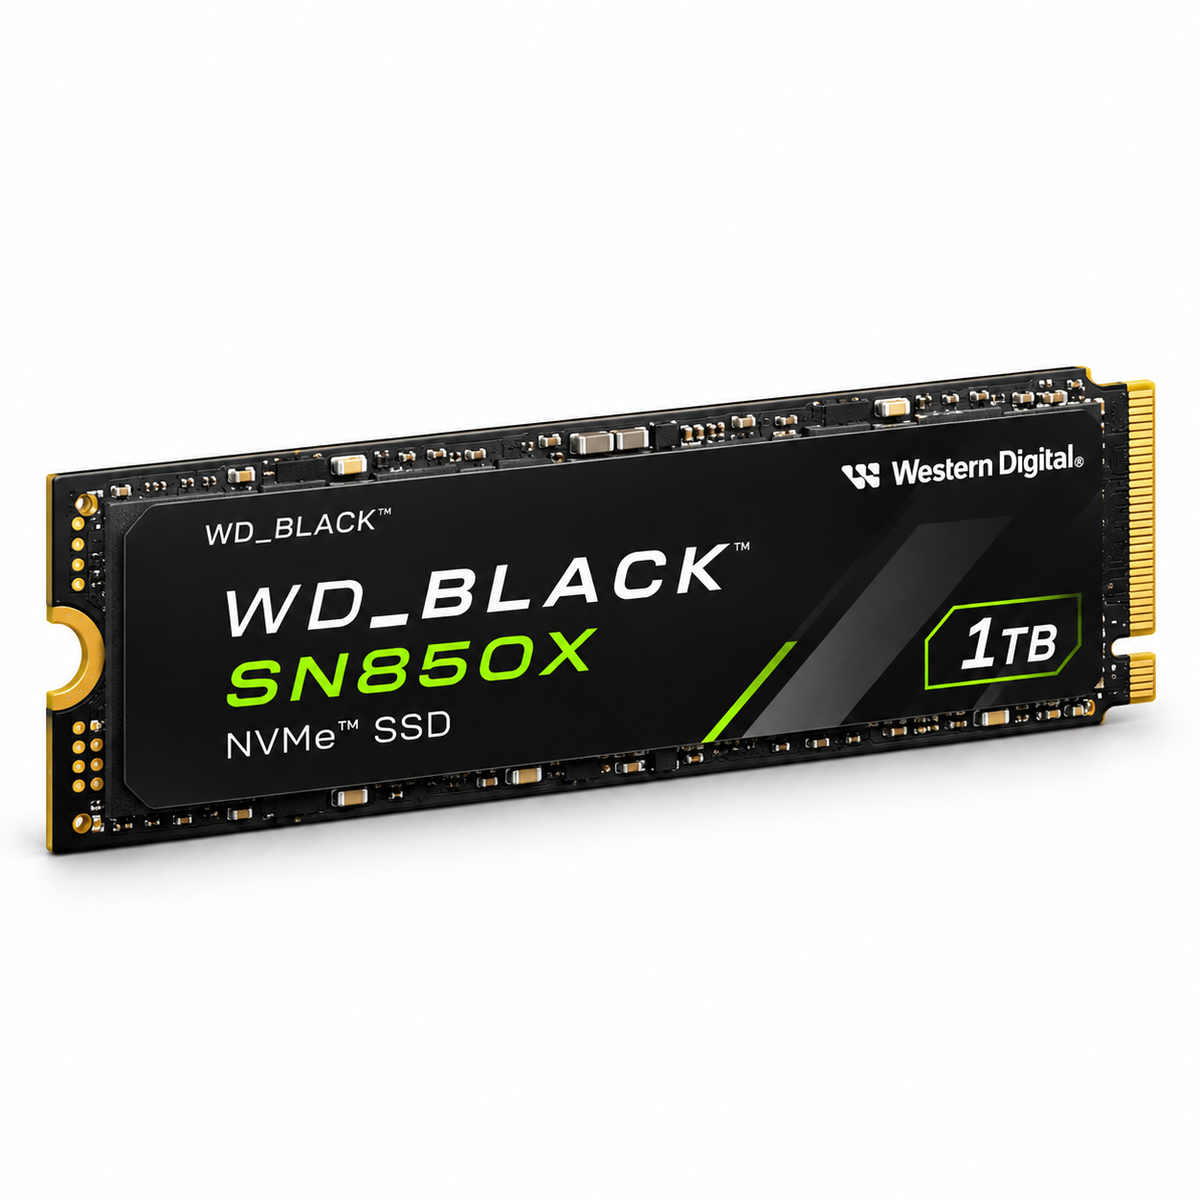 WD_BLACK™
Western Digital®
WD_BLACK™
SN850X
NVMe™ SSD
1TB